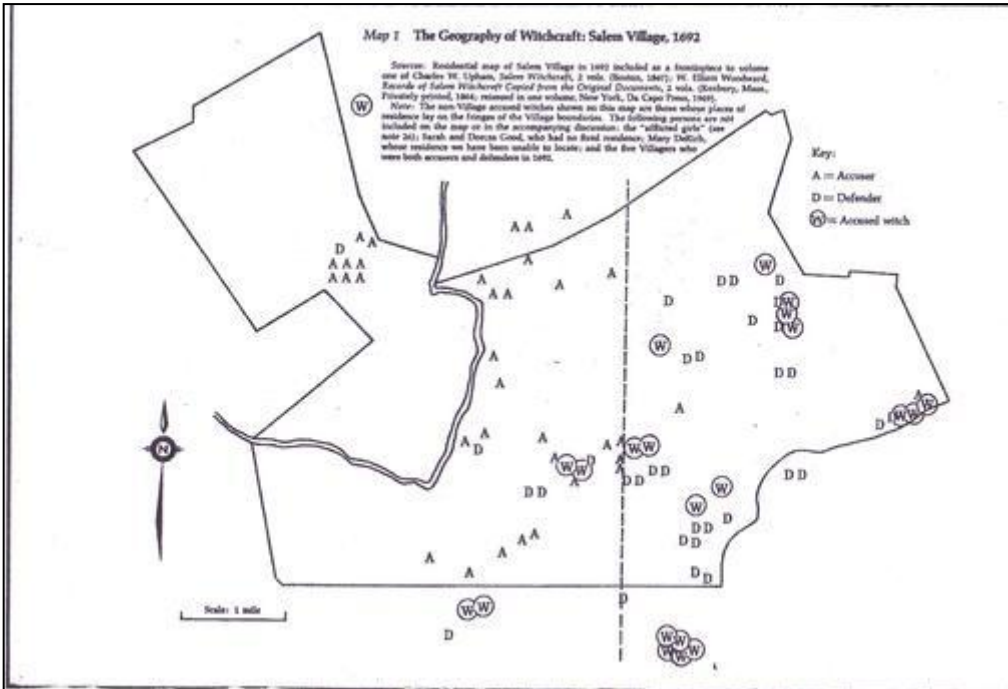 Map 1 The Geography of Witchcraft: Salem Village, 1692
Sources: Residential map of Salem Village in 1692 included as a frontispiece to volume
one of Charles W. Upham, Salem Witchcraft, 2 vols. (Boston, 1867); W. Elliott Woodward,
Records of Salem Witchcraft Copied from the Original Documents, 2 vols. (Roxbury, Mass.,
Privately printed, 1864; reissued in one volume, New York, Da Capo Press, 1969).
Note: The non-Village accused witches shown on this map are those whose places of
residence lay on the fringes of the Village boundaries. The following persons are not
included on the map or in the accompanying discussion: the "afflicted girls" (see
note 26); Sarah and Dorcas Good, who had no fixed residence; Mary DeRich,
whose residence we have been unable to locate; and the five Villagers who
were both accusers and defenders in 1692.
W
Key:
A = Accuser
D = Defender
W = Accused witch
A A A
A A
D
A A A
A A A
A
A
A
A
A A
W
D D
D
D
W
D
W
D
W
D
W
D D
A
A
D D
A
A
W W W
D
D
A
A
A
D
A
A
A
W W
A
W W
D
A
D D
D D
D D
D D
W
W
D
D D
D D
A A
A
A
A
D D
D
W W
D
W W
W W W
N
Scale: 1 mile